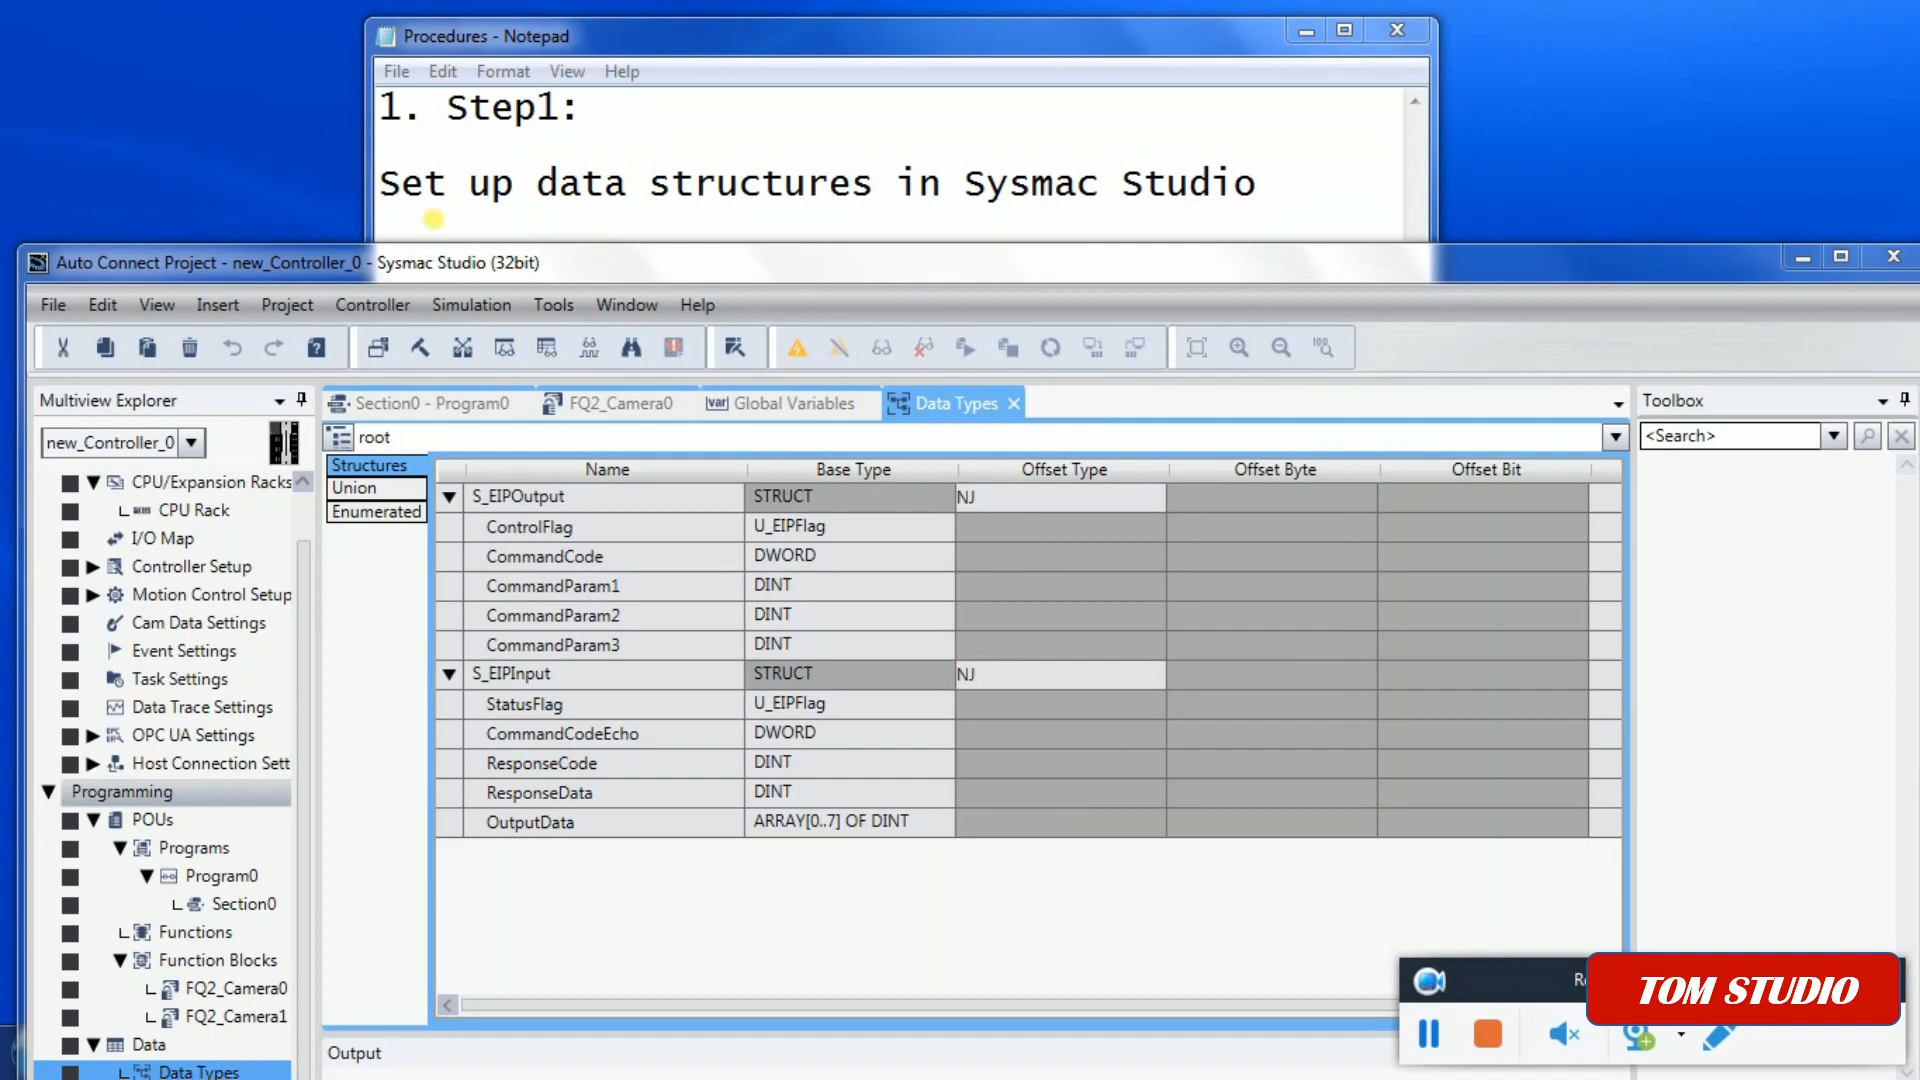 Procedures - Notepad
File Edit Format View Help
1. Step1:
Set up data structures in Sysmac Studio
Auto Connect Project - new_Controller_0 - Sysmac Studio (32bit)
File Edit View Insert Project Controller Simulation Tools Window Help
Multiview Explorer
new_Controller_0
CPU/Expansion Racks
CPU Rack
I/O Map
Controller Setup
Motion Control Setup
Cam Data Settings
Event Settings
Task Settings
Data Trace Settings
OPC UA Settings
Host Connection Sett
Programming
POUs
Programs
Program0
Section0
Functions
Function Blocks
FQ2_Camera0
FQ2_Camera1
Data
Data Types
Section0 - Program0 FQ2_Camera0 var Global Variables Data Types
root
Structures
Union
Enumerated
Name Base Type Offset Type Offset Byte Offset Bit
S_EIPOutput STRUCT NJ
ControlFlag U_EIPFlag
CommandCode DWORD
CommandParam1 DINT
CommandParam2 DINT
CommandParam3 DINT
S_EIPInput STRUCT NJ
StatusFlag U_EIPFlag
CommandCodeEcho DWORD
ResponseCode DINT
ResponseData DINT
OutputData ARRAY[0..7] OF DINT
Output
Toolbox
<Search>
TOM STUDIO